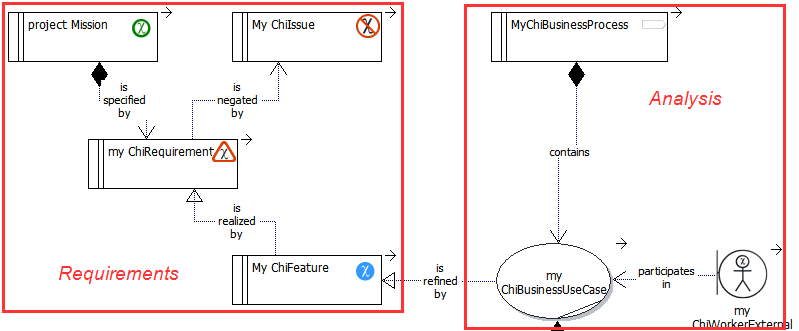 project Mission
My ChiIssue
MyChiBusinessProcess
is
specified
by
is
negated
by
Analysis
my ChiRequirement
contains
is
realized
by
Requirements
My ChiFeature
is
refined
by
my
ChiBusinessUseCase
participates
in
my
ChiWorkerExternal